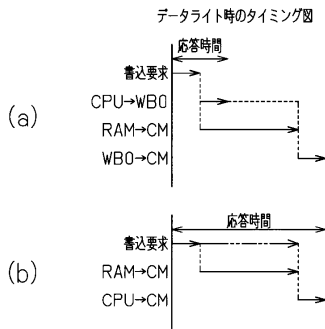 データライト時のタイミング図
応答時間
書込要求
CPU→WBO
(a)
RAM→CM
WBO→CM
応答時間
書込要求
(b)
RAM→CM
CPU→CM